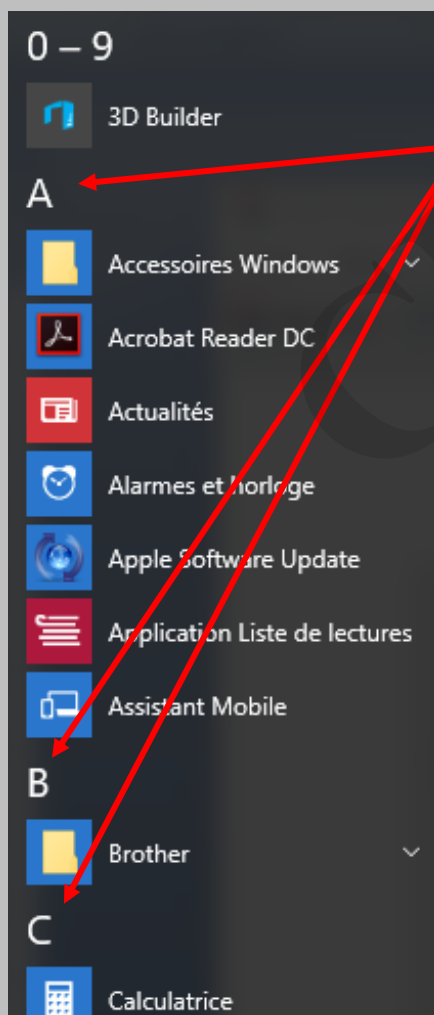 0 – 9
3D Builder
A
Accessoires Windows
Acrobat Reader DC
Actualités
Alarmes et horloge
Apple Software Update
Application Liste de lectures
Assistant Mobile
B
Brother
C
Calculatrice